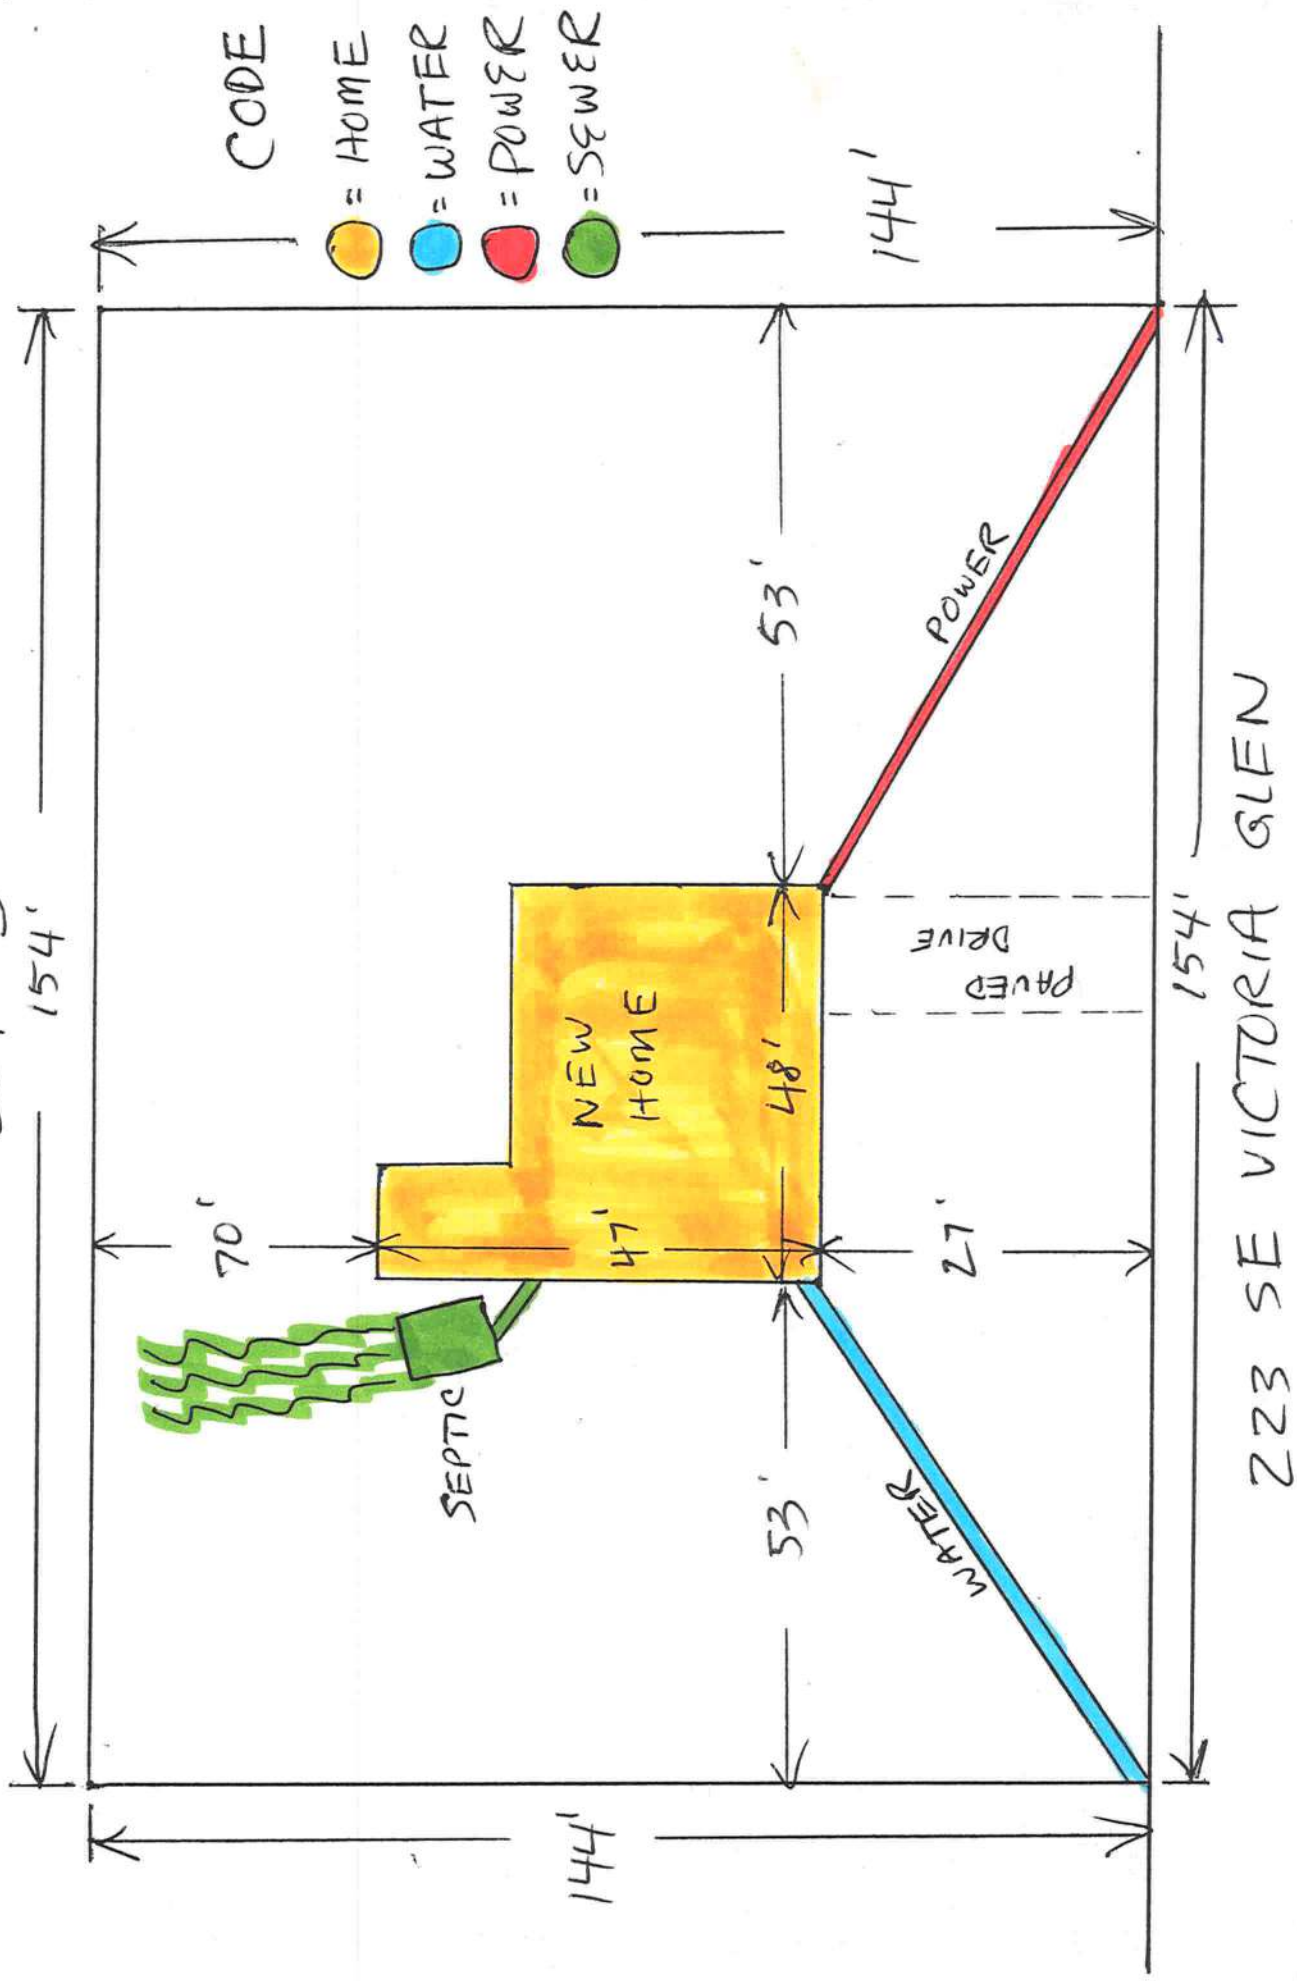 154'
CODE
= HOME
= WATER
= POWER
= SEWER
144'
144'
70'
SEPTIC
NEW
HOME
47'
48'
53'
53'
27'
WATER
POWER
PAVED
DRIVE
154'
223 SE VICTORIA GLEN